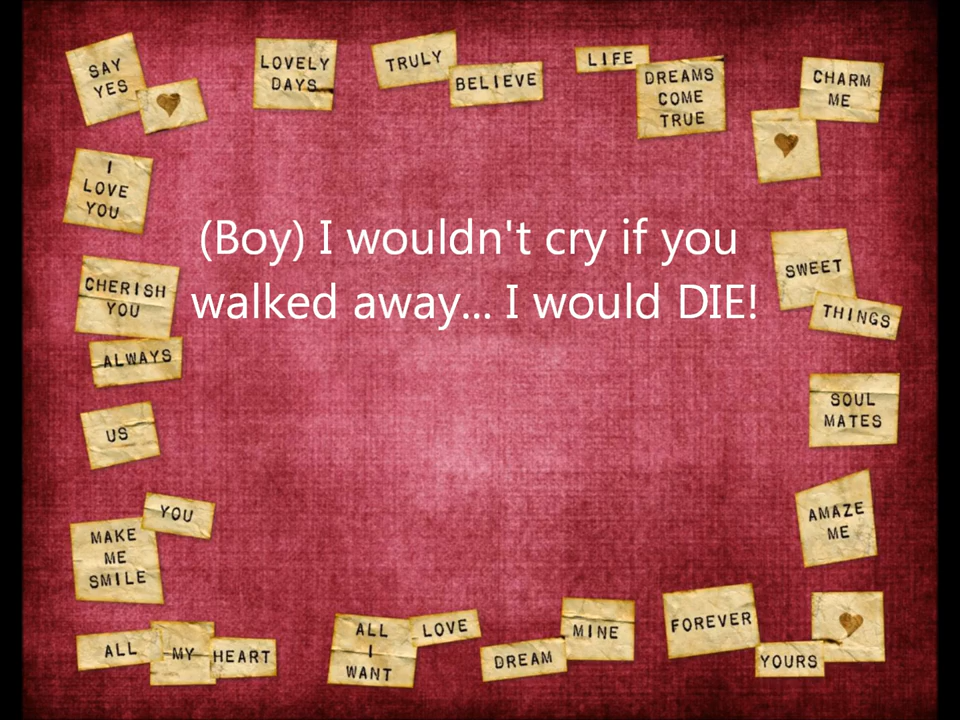 SAY
YES
LOVELY
DAYS
TRULY
BELIEVE
LIFE
DREAMS
COME
TRUE
CHARM
ME
I
LOVE
YOU
(Boy) I wouldn't cry if you
walked away... I would DIE!
CHERISH
YOU
ALWAYS
US
YOU
MAKE
ME
SMILE
SWEET
THINGS
SOUL
MATES
AMAZE
ME
ALL
MY
HEART
ALL
I
WANT
LOVE
DREAM
MINE
FOREVER
YOURS